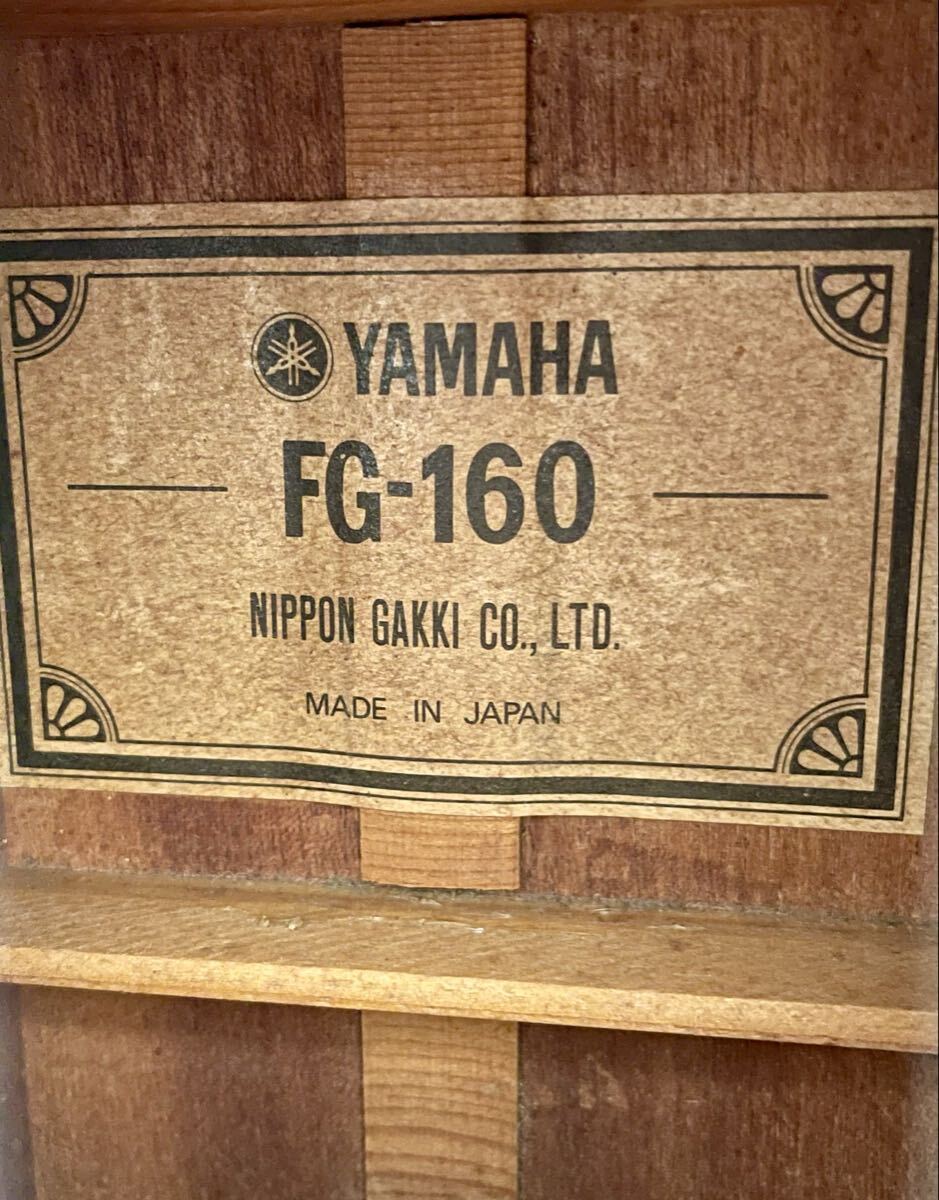 YAMAHA
FG-160
NIPPON GAKKI CO., LTD.
MADE IN JAPAN